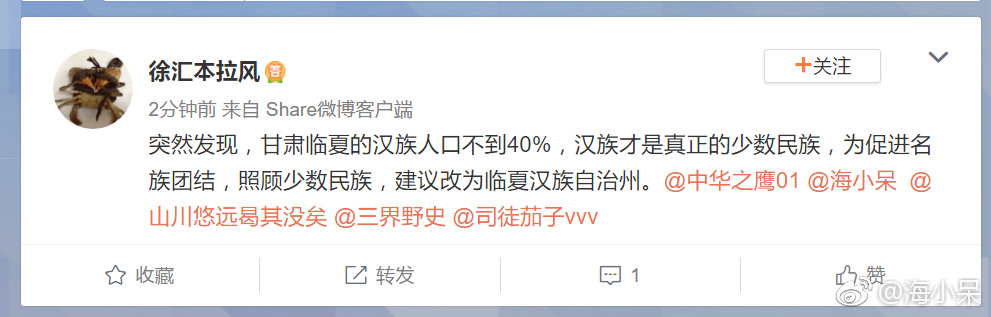 徐汇本拉风
+关注
2分钟前 来自 Share微博客户端
突然发现，甘肃临夏的汉族人口不到40%，汉族才是真正的少数民族，为促进名
族团结，照顾少数民族，建议改为临夏汉族自治州。@中华之鹰01 @海小呆 @
山川悠远曷其没矣 @三界野史 @司徒茄子vvv
收藏 转发 1 赞
@海小呆